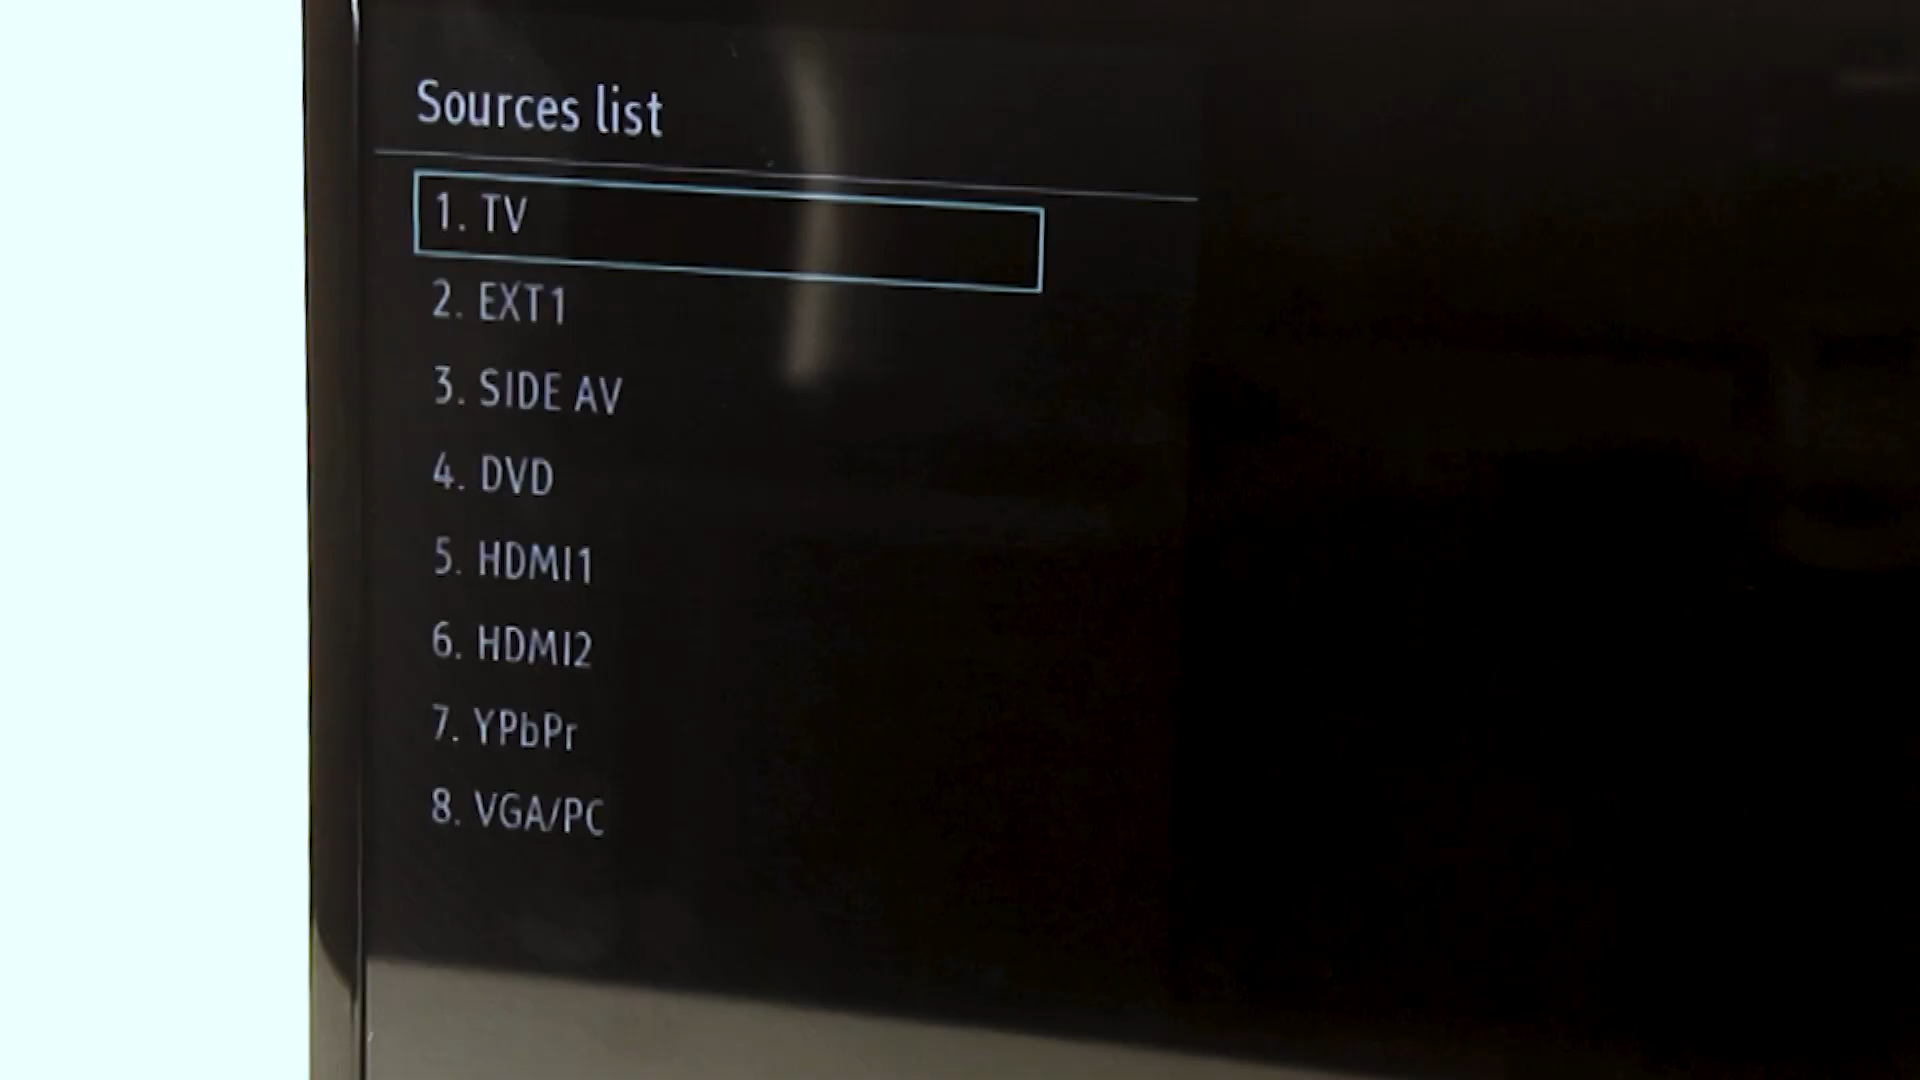 Sources list
1. TV
2. EXT1
3. SIDE AV
4. DVD
5. HDMI1
6. HDMI2
7. YPbPr
8. VGA/PC